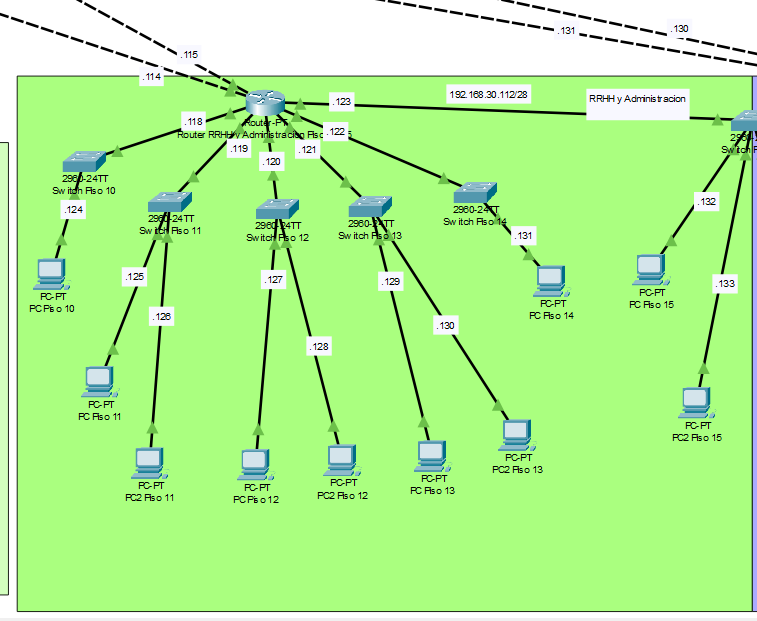 .131
.130
.115
.114
192.168.30.112/28
RRHH y Administracion
.123
.118
.122
Router-PT
Router RRHH y Administracion Piso
.119
.121
.120
2960-24TT
Switch Piso 10
.124
2960-24TT
Switch Piso 11
2960-24TT
Switch Piso 12
2960-24TT
Switch Piso 13
2960-24TT
Switch Piso 14
.132
.131
.125
.127
.129
.133
PC-PT
PC Piso 10
PC-PT
PC Piso 14
PC-PT
PC Piso 15
.126
.130
.128
PC-PT
PC Piso 11
PC-PT
PC2 Piso 15
PC-PT
PC2 Piso 11
PC-PT
PC Piso 12
PC-PT
PC2 Piso 12
PC-PT
PC Piso 13
PC-PT
PC2 Piso 13